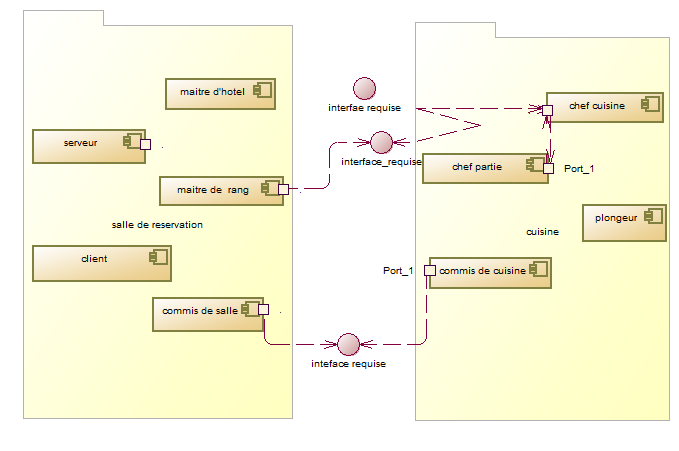 maitre d'hotel
serveur
maitre de rang
salle de reservation
client
commis de salle
interfae requise
interface_requise
inteface requise
chef cuisine
chef partie
Port_1
plongeur
cuisine
Port_1
commis de cuisine